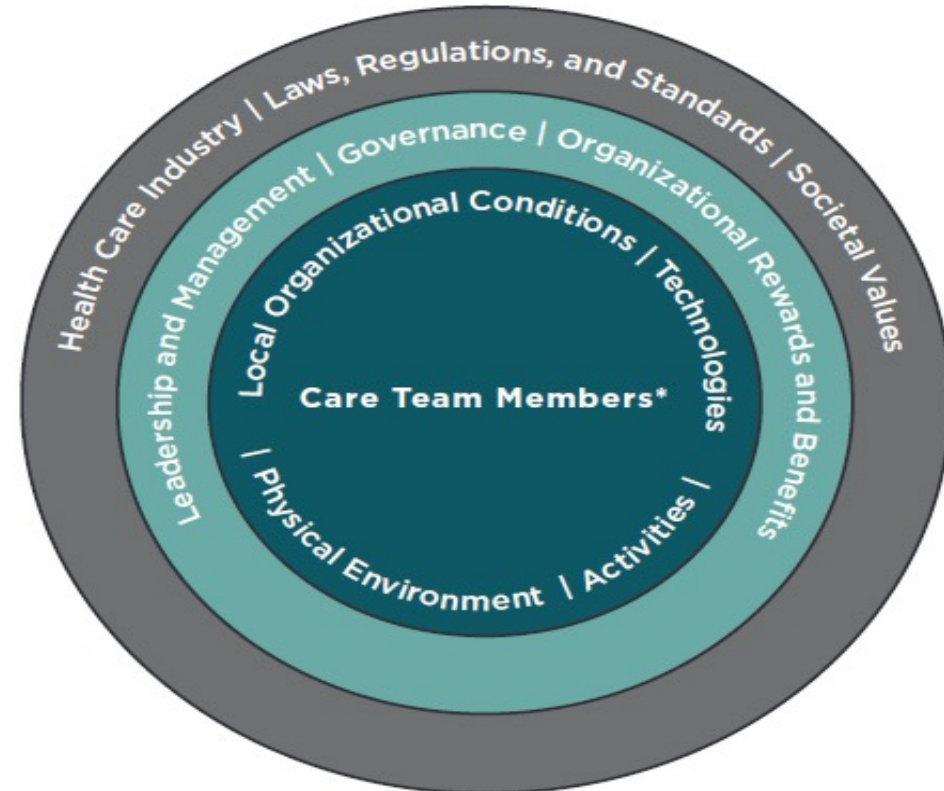 Health Care Industry | Laws, Regulations, and Standards | Societal Values
Leadership and Management | Governance | Organizational Rewards and Benefits
Local Organizational Conditions | Technologies
Care Team Members*
| Physical Environment | Activities |